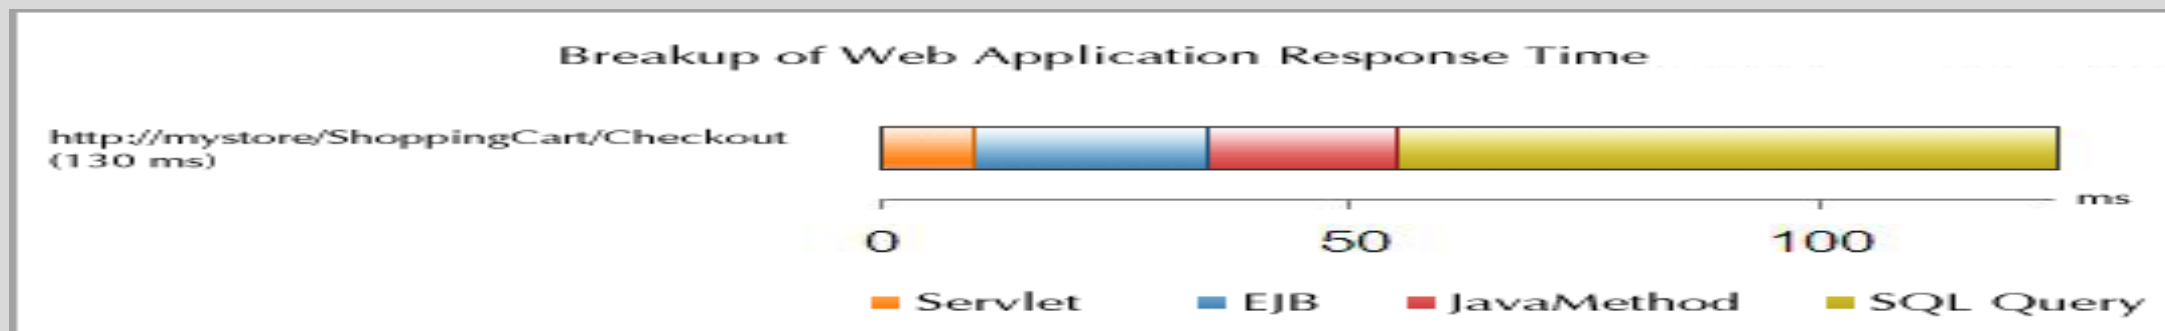 Breakup of Web Application Response Time
http://mystore/ShoppingCart/Checkout
(130 ms)
ms
0 50 100
Servlet EJB JavaMethod SQL Query